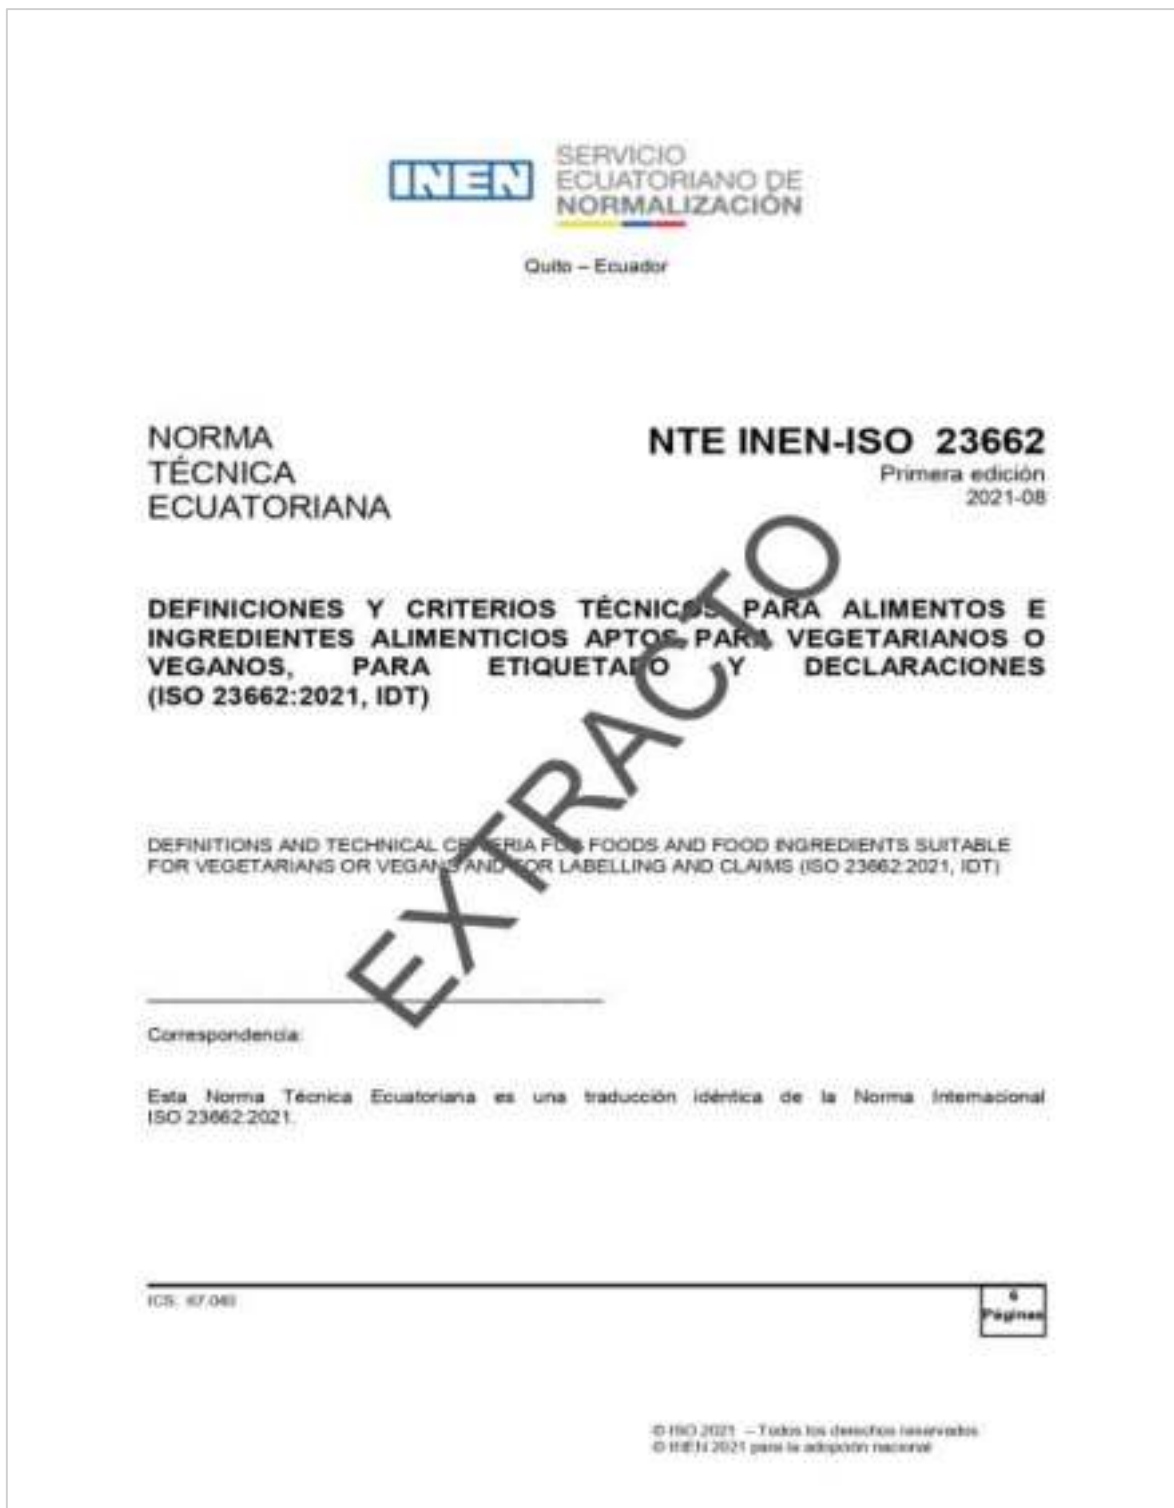 INEN
SERVICIO
ECUATORIANO DE
NORMALIZACIÓN
Quito – Ecuador
NORMA
TÉCNICA
ECUATORIANA
NTE INEN-ISO 23662
Primera edición
2021-08
DEFINICIONES Y CRITERIOS TÉCNICOS PARA ALIMENTOS E
INGREDIENTES ALIMENTICIOS APTOS PARA VEGETARIANOS O
VEGANOS, PARA ETIQUETADO Y DECLARACIONES
(ISO 23662:2021, IDT)
EXTRACTO
DEFINITIONS AND TECHNICAL CRITERIA FOR FOODS AND FOOD INGREDIENTS SUITABLE
FOR VEGETARIANS OR VEGANS AND FOR LABELLING AND CLAIMS (ISO 23662:2021, IDT)
Correspondencia:
Esta Norma Técnica Ecuatoriana es una traducción idéntica de la Norma Internacional
ISO 23662:2021.
ICS: 67.040
6
Páginas
© ISO 2021 – Todos los derechos reservados
© INEN 2021 para la adopción nacional